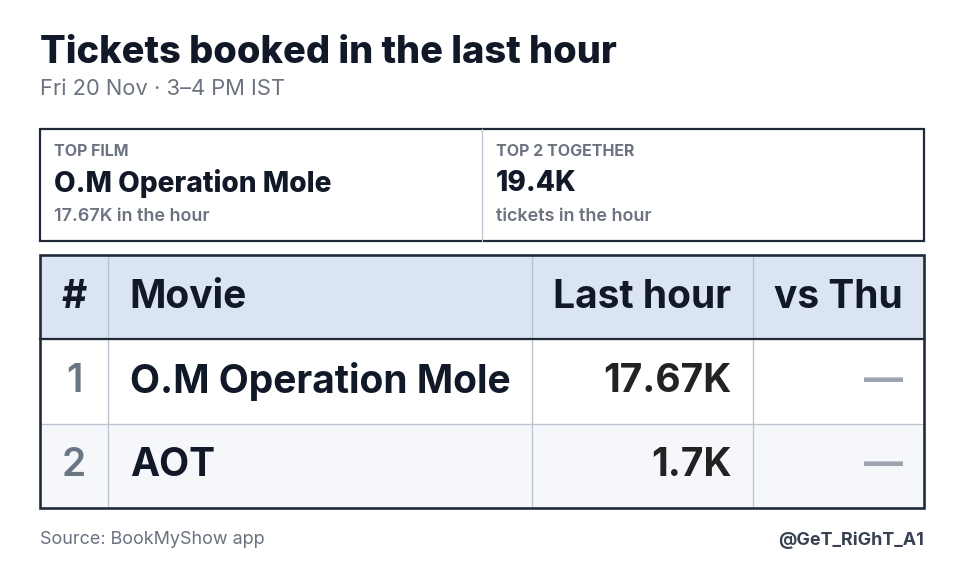 Tickets booked in the last hour
Fri 20 Nov · 3–4 PM IST
TOP FILM
O.M Operation Mole
17.67K in the hour
TOP 2 TOGETHER
19.4K
tickets in the hour
# Movie Last hour vs Thu
1 O.M Operation Mole 17.67K —
2 AOT 1.7K —
Source: BookMyShow app
@GeT_RiGhT_A1